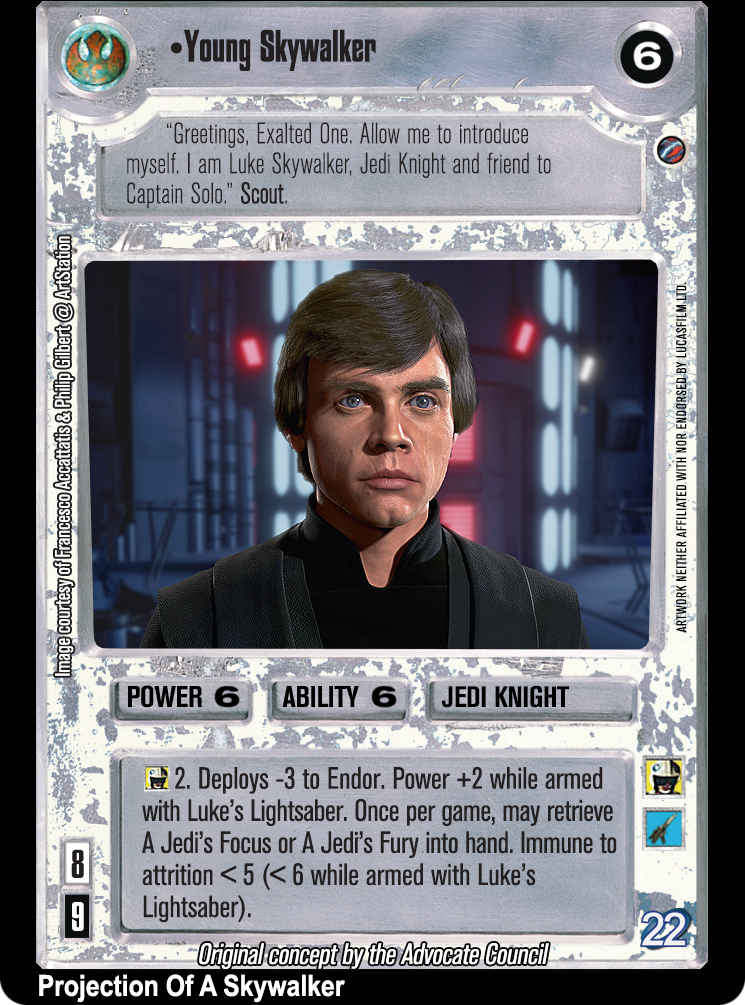 •Young Skywalker
6
“Greetings, Exalted One. Allow me to introduce
myself. I am Luke Skywalker, Jedi Knight and friend to
Captain Solo.” Scout.
Image courtesy of Francesco Accattatis & Philip Gilbert @ ArtStation
ARTWORK NEITHER AFFILIATED WITH NOR ENDORSED BY LUCASFILM LTD.
POWER 6 ABILITY 6 JEDI KNIGHT
2. Deploys -3 to Endor. Power +2 while armed
with Luke’s Lightsaber. Once per game, may retrieve
A Jedi’s Focus or A Jedi’s Fury into hand. Immune to
attrition < 5 (< 6 while armed with Luke’s
Lightsaber).
8
9
22
Original concept by the Advocate Council
Projection Of A Skywalker